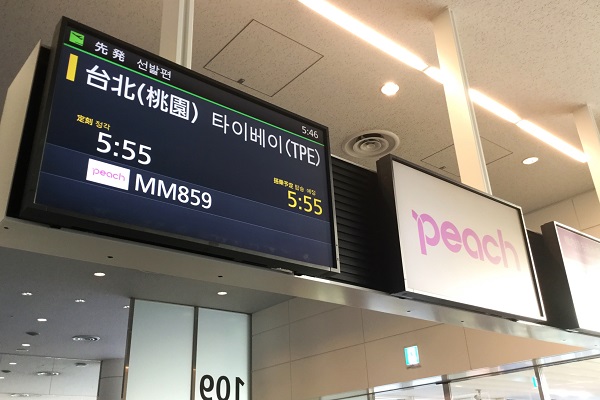 先発 선발편
5:46
台北(桃園) 타이베이(TPE)
定刻 정각
5:55
搭乗予定 탑승 예정
5:55
peach MM859
peach
109